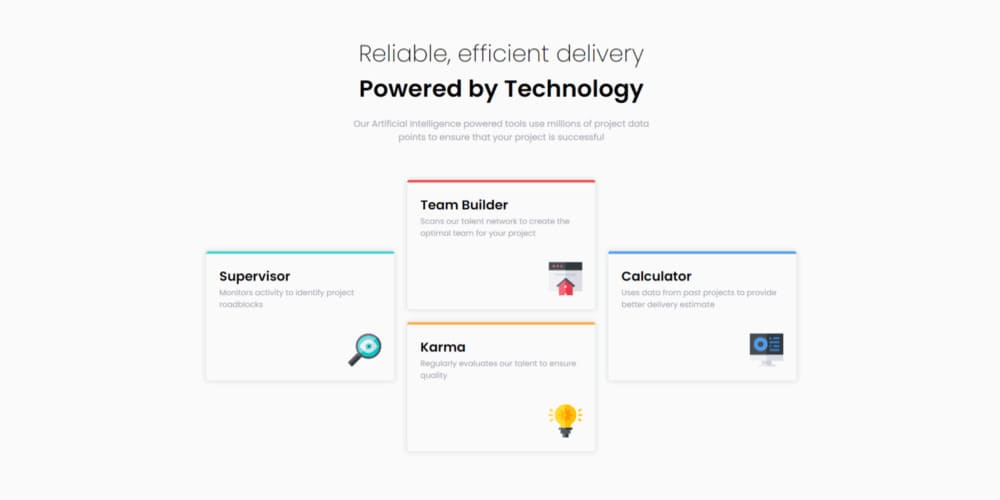 Reliable, efficient delivery
Powered by Technology
Our Artificial Intelligence powered tools use millions of project data
points to ensure that your project is successful
Supervisor
Monitors activity to identify project
roadblocks
Team Builder
Scans our talent network to create the
optimal team for your project
Karma
Regularly evaluates our talent to ensure
quality
Calculator
Uses data from past projects to provide
better delivery estimate